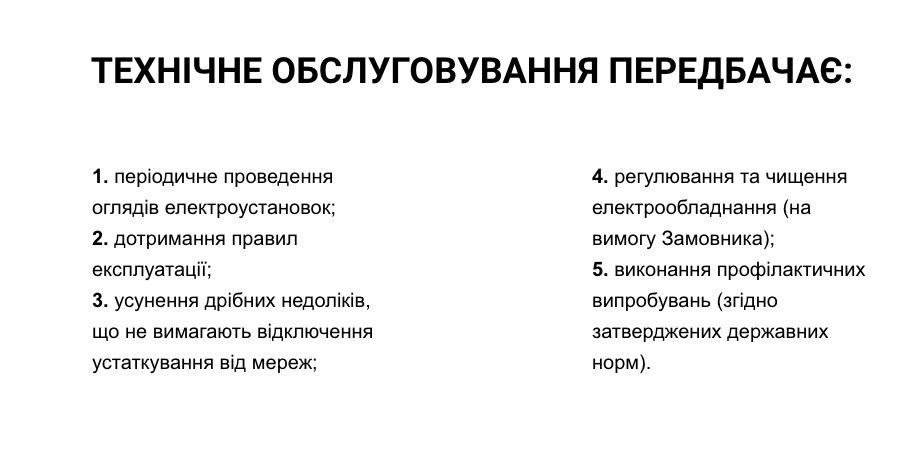 ТЕХНІЧНЕ ОБСЛУГОВУВАННЯ ПЕРЕДБАЧАЄ:
1. періодичне проведення
оглядів електроустановок;
2. дотримання правил
експлуатації;
3. усунення дрібних недоліків,
що не вимагають відключення
устаткування від мереж;
4. регулювання та чищення
електрообладнання (на
вимогу Замовника);
5. виконання профілактичних
випробувань (згідно
затверджених державних
норм).